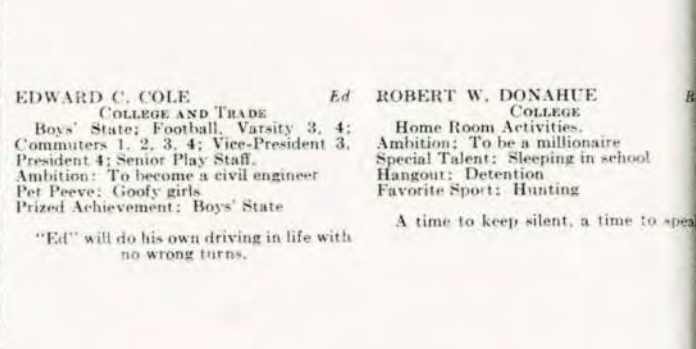 EDWARD C. COLE Ed
COLLEGE AND TRADE
Boys' State; Football, Varsity 3, 4;
Commuters 1, 2, 3, 4; Vice-President 3,
President 4; Senior Play Staff.
Ambition: To become a civil engineer
Pet Peeve: Goofy girls
Prized Achievement: Boys' State
"Ed" will do his own driving in life with
no wrong turns.
ROBERT W. DONAHUE
COLLEGE
Home Room Activities.
Ambition: To be a millionaire
Special Talent: Sleeping in school
Hangout: Detention
Favorite Sport: Hunting
A time to keep silent, a time to